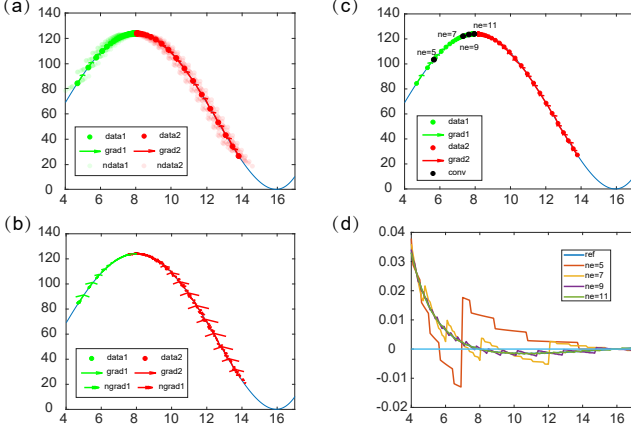 (a)
140
120
100
80
60
40
20
0
data1 data2
grad1 grad2
ndata1 ndata2
4 6 8 10 12 14 16
(c)
140
120
100
80
60
40
20
0
ne=5
ne=7
ne=9
ne=11
data1
grad1
data2
grad2
conv
4 6 8 10 12 14 16
(b)
140
120
100
80
60
40
20
0
data1 data2
grad1 grad2
ngrad1 ngrad1
4 6 8 10 12 14 16
(d)
0.04
0.03
0.02
0.01
0
-0.01
-0.02
ref
ne=5
ne=7
ne=9
ne=11
4 6 8 10 12 14 16